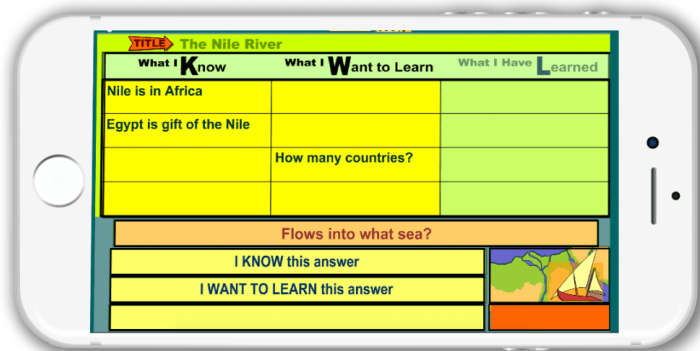 TITLE The Nile River
What I Know What I Want to Learn What I Have Learned
Nile is in Africa
Egypt is gift of the Nile
How many countries?
Flows into what sea?
I KNOW this answer
I WANT TO LEARN this answer